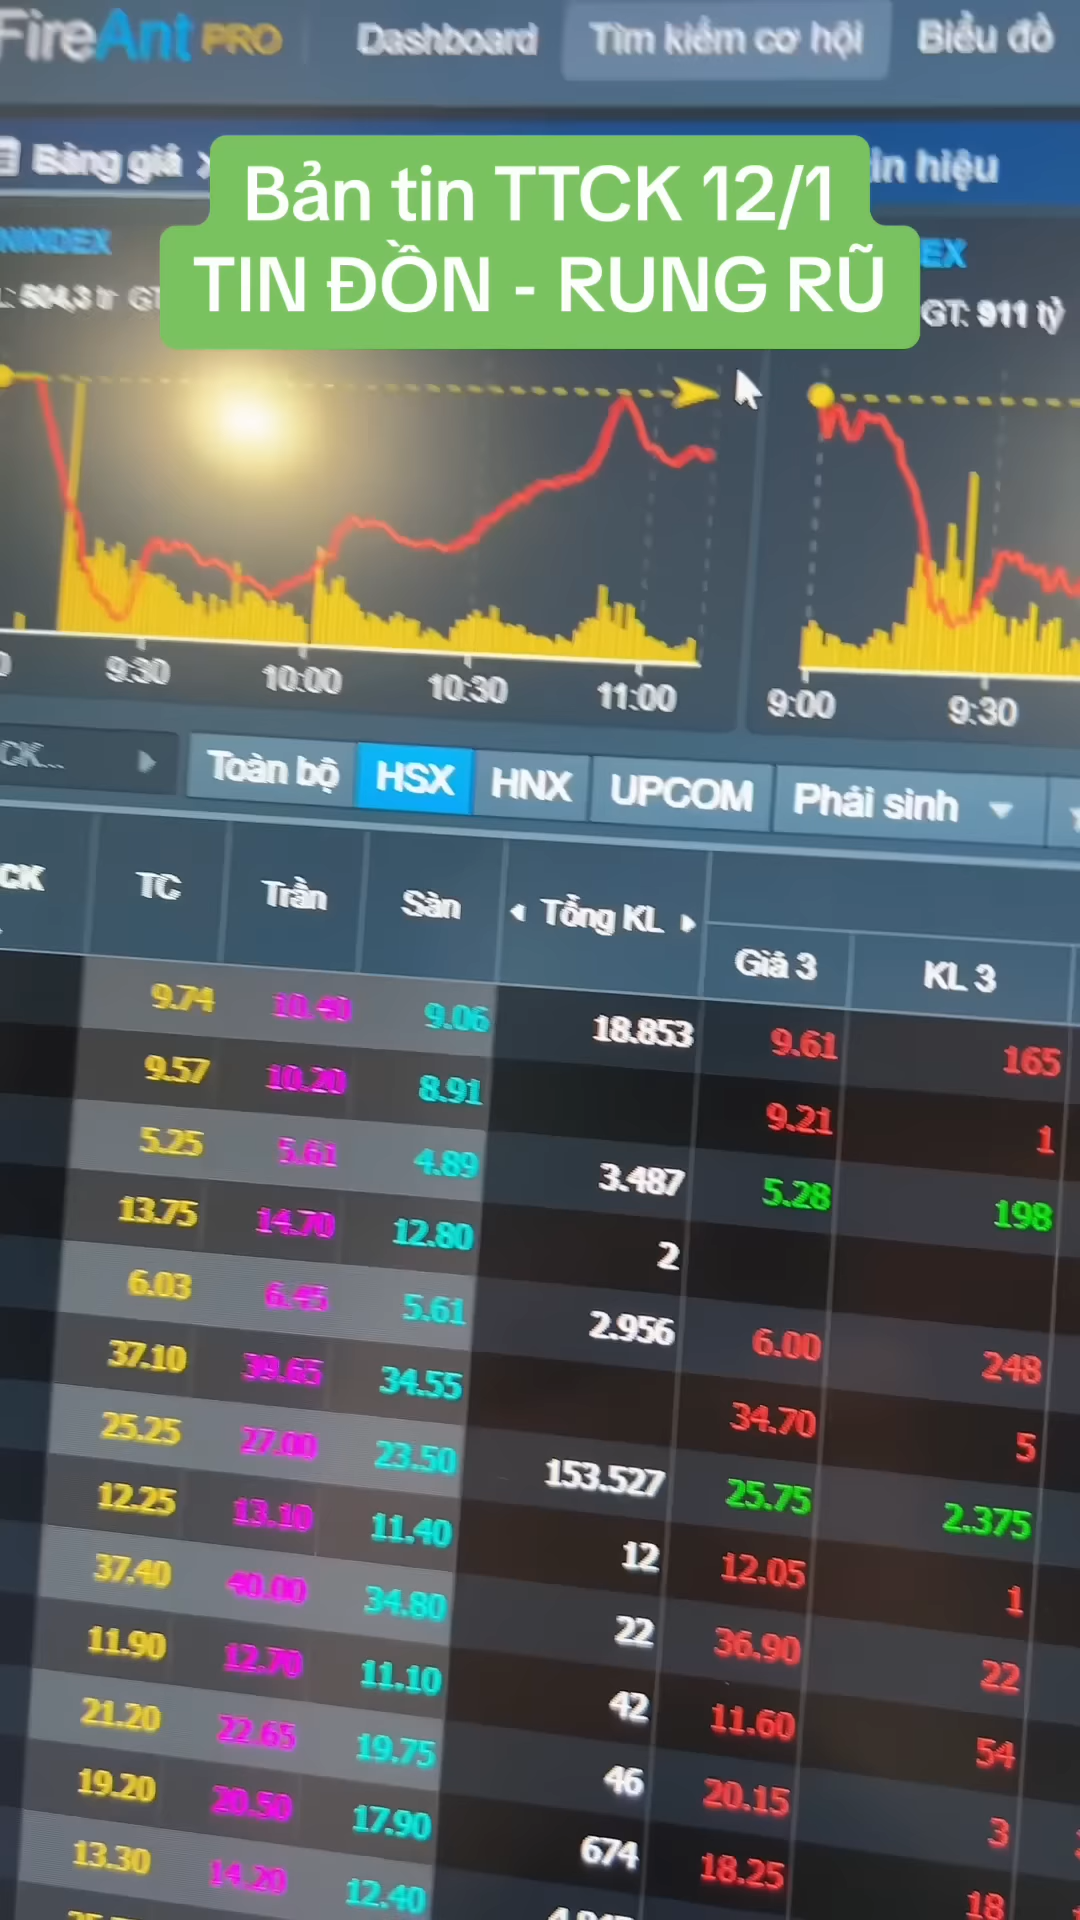 FireAnt PRO Dashboard Tìm kiếm cơ hội Biểu đồ
Bảng giá
Bản tin TTCK 12/1
TIN ĐỒN - RUNG RŨ
ín hiệu
NINDEX
EX
504,3 tr GT
GT: 911 tỷ
9:30 10:00 10:30 11:00 9:00 9:30
CK... Toàn bộ HSX HNX UPCOM Phái sinh
CK TC Trần Sàn Tổng KL
Giá 3 KL 3
9.74 10.40 9.06 18.853 9.61 165
9.57 10.20 8.91 9.21 1
5.25 5.61 4.89 3.487 5.28 198
13.75 14.70 12.80 2
6.03 6.45 5.61 2.956 6.00 248
37.10 39.65 34.55 34.70 5
25.25 27.00 23.50 153.527 25.75 2.375
12.25 13.10 11.40 12 12.05 1
37.40 40.00 34.80 22 36.90 22
11.90 12.70 11.10 42 11.60 54
21.20 22.65 19.75 46 20.15 3
19.20 20.50 17.90 674 18.25 18
13.30 14.20 12.40